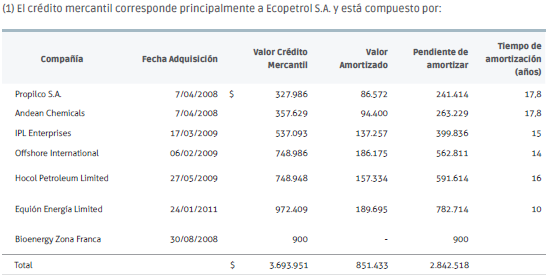 (1) El crédito mercantil corresponde principalmente a Ecopetrol S.A. y está compuesto por:
Compañía Fecha Adquisición Valor Crédito Mercantil Valor Amortizado Pendiente de amortizar Tiempo de amortización (años)
Propilco S.A. 7/04/2008 $ 327.986 86.572 241.414 17,8
Andean Chemicals 7/04/2008 357.629 94.400 263.229 17,8
IPL Enterprises 17/03/2009 537.093 137.257 399.836 15
Offshore International 06/02/2009 748.986 186.175 562.811 14
Hocol Petroleum Limited 27/05/2009 748.948 157.334 591.614 16
Equión Energía Limited 24/01/2011 972.409 189.695 782.714 10
Bioenergy Zona Franca 30/08/2008 900 - 900
Total $ 3.693.951 851.433 2.842.518